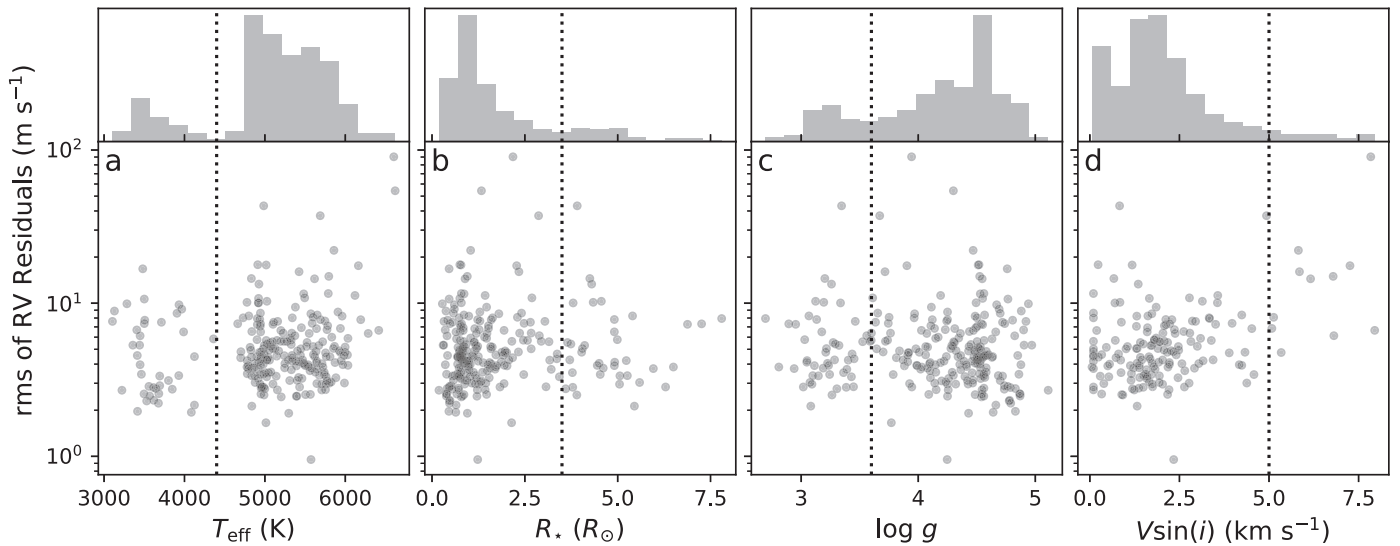 rms of RV Residuals (m s⁻¹)
10²
10¹
10⁰
a
b
c
d
3000 4000 5000 6000
0.0 2.5 5.0 7.5
3 4 5
0.0 2.5 5.0 7.5
T_eff (K)
R⋆ (R⊙)
log g
Vsin(i) (km s⁻¹)